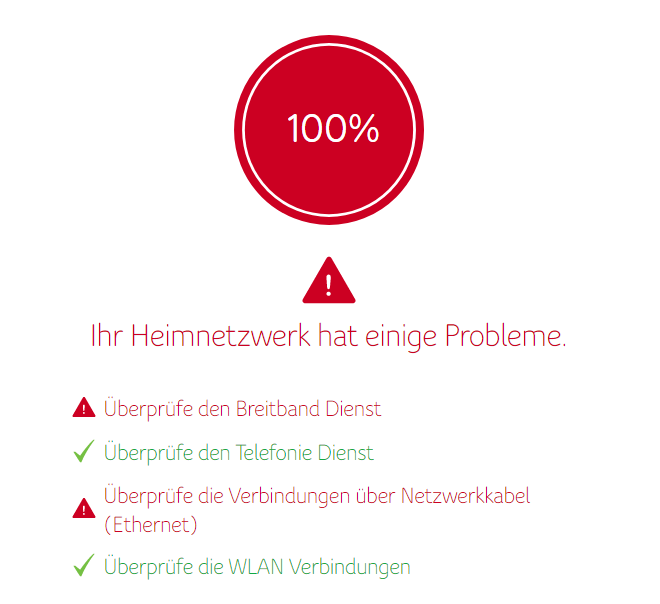 100%
Ihr Heimnetzwerk hat einige Probleme.
Überprüfe den Breitband Dienst
Überprüfe den Telefonie Dienst
Überprüfe die Verbindungen über Netzwerkkabel
(Ethernet)
Überprüfe die WLAN Verbindungen